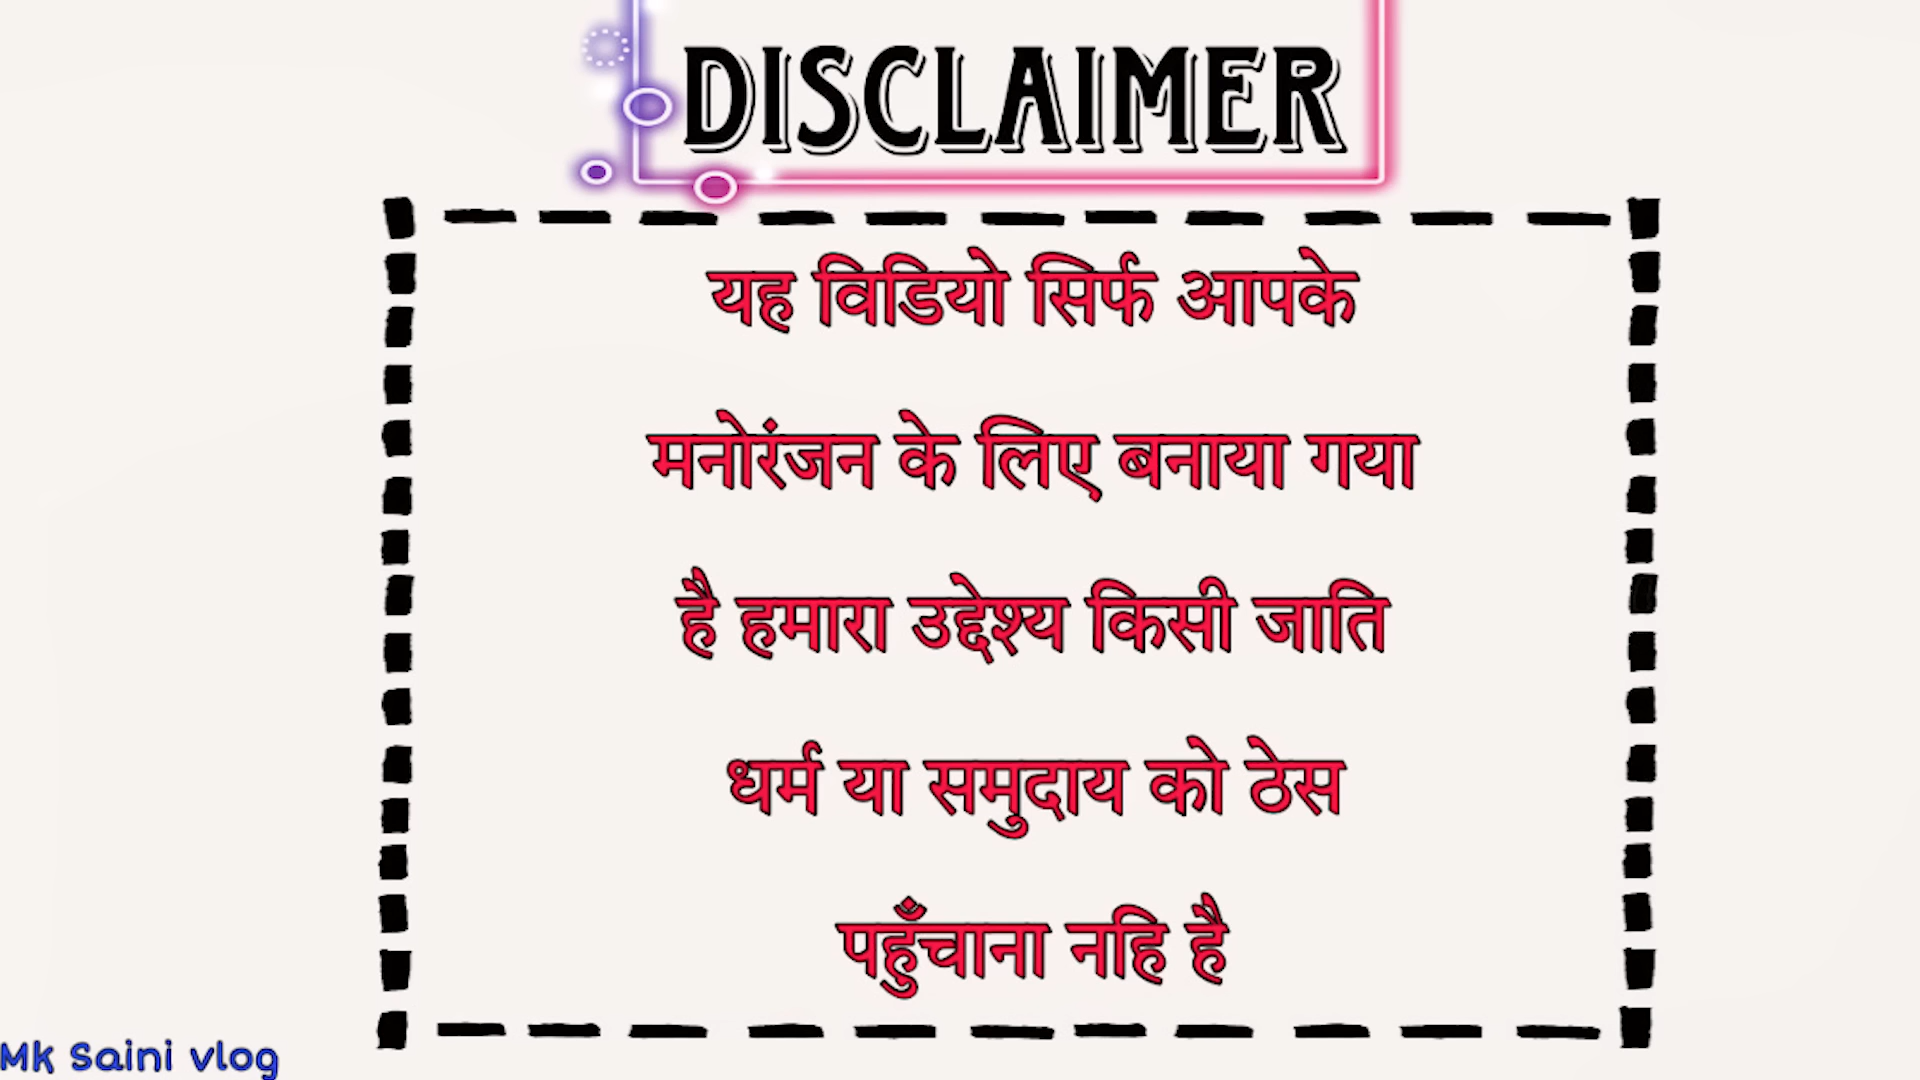 DISCLAIMER
यह विडियो सिर्फ आपके
मनोरंजन के लिए बनाया गया
है हमारा उद्देश्य किसी जाति
धर्म या समुदाय को ठेस
पहुँचाना नहि है
Mk Saini vlog